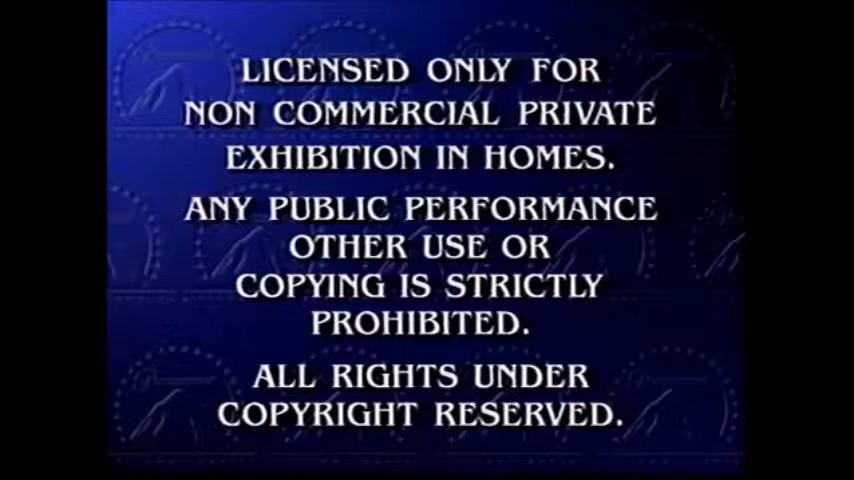 LICENSED ONLY FOR
NON COMMERCIAL PRIVATE
EXHIBITION IN HOMES.
ANY PUBLIC PERFORMANCE
OTHER USE OR
COPYING IS STRICTLY
PROHIBITED.
ALL RIGHTS UNDER
COPYRIGHT RESERVED.